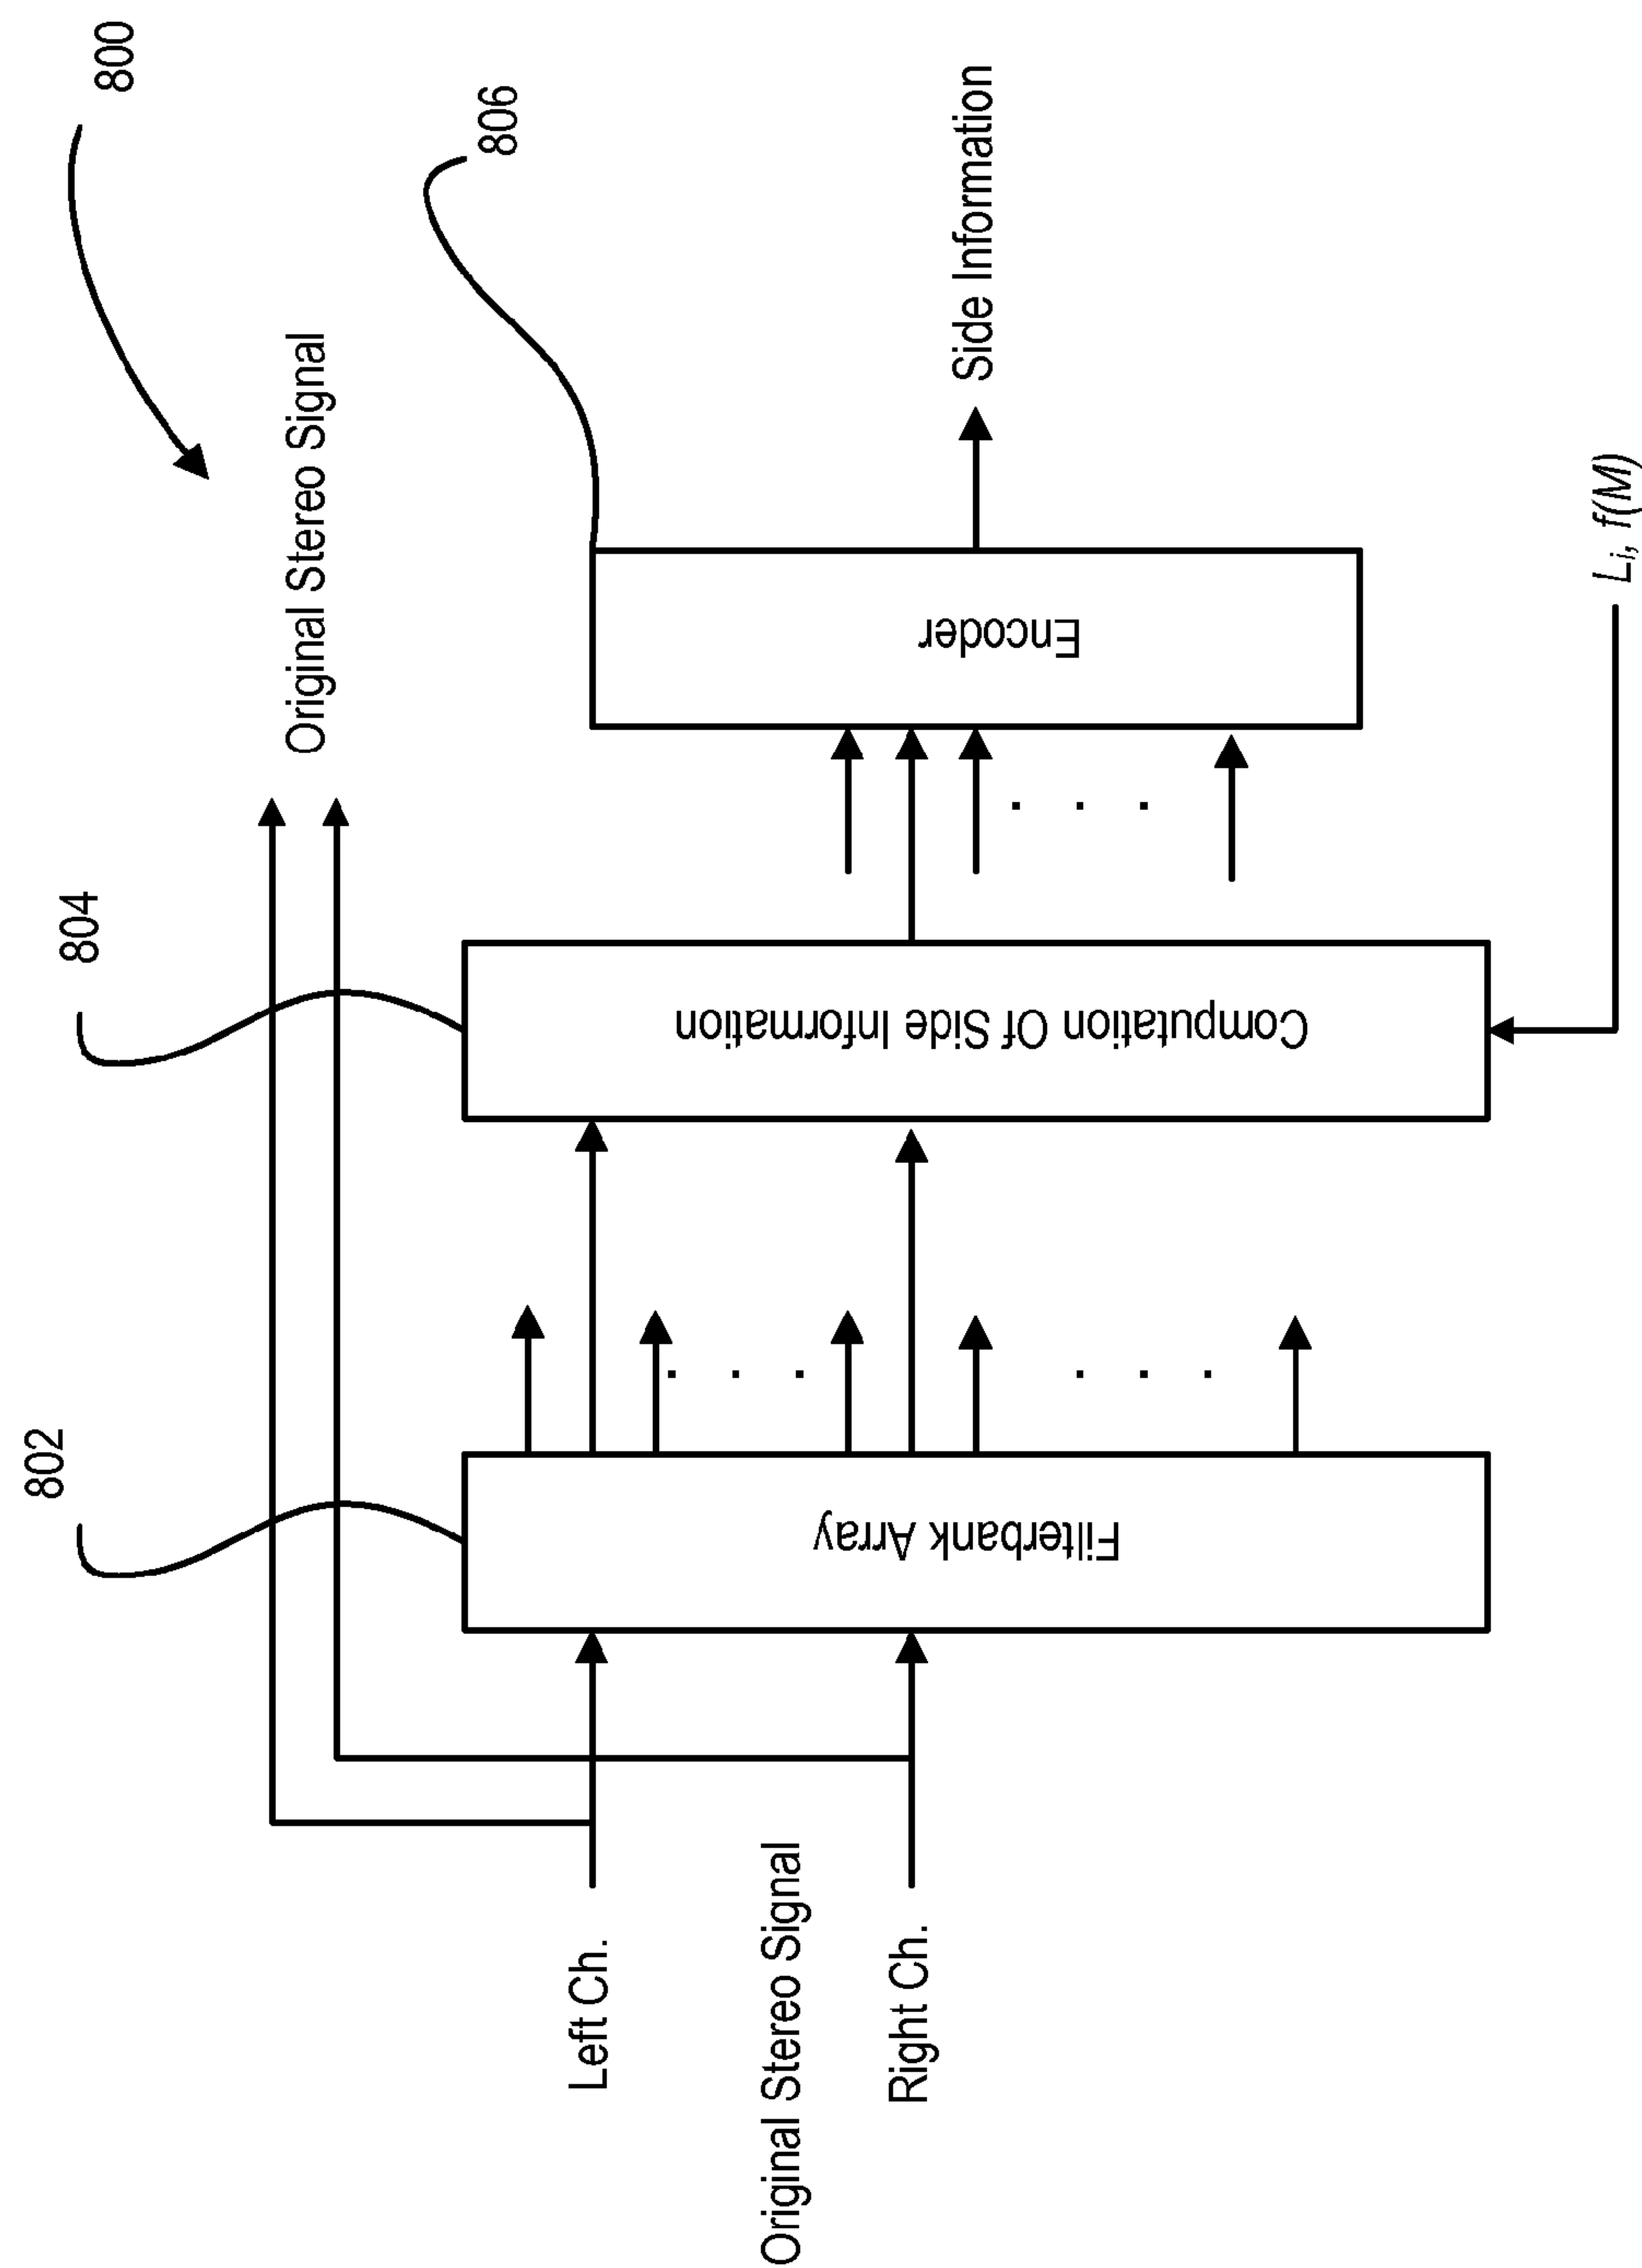 800
Original Stereo Signal
802
804
806
Left Ch.
Original Stereo Signal
Right Ch.
Filterbank Array
Computation Of Side Information
Encoder
Side Information
Li, f(M)